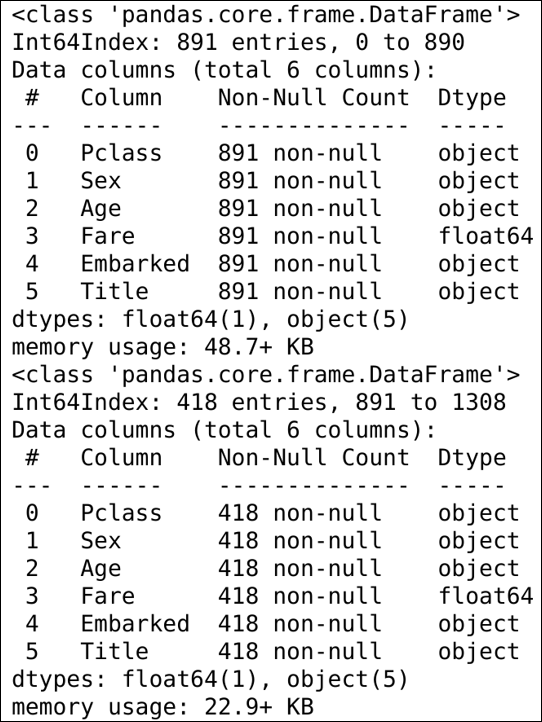 <class 'pandas.core.frame.DataFrame'>
Int64Index: 891 entries, 0 to 890
Data columns (total 6 columns):
 #   Column    Non-Null Count  Dtype
---  ------    --------------  -----
 0   Pclass    891 non-null    object
 1   Sex       891 non-null    object
 2   Age       891 non-null    object
 3   Fare      891 non-null    float64
 4   Embarked  891 non-null    object
 5   Title     891 non-null    object
dtypes: float64(1), object(5)
memory usage: 48.7+ KB
<class 'pandas.core.frame.DataFrame'>
Int64Index: 418 entries, 891 to 1308
Data columns (total 6 columns):
 #   Column    Non-Null Count  Dtype
---  ------    --------------  -----
 0   Pclass    418 non-null    object
 1   Sex       418 non-null    object
 2   Age       418 non-null    object
 3   Fare      418 non-null    float64
 4   Embarked  418 non-null    object
 5   Title     418 non-null    object
dtypes: float64(1), object(5)
memory usage: 22.9+ KB